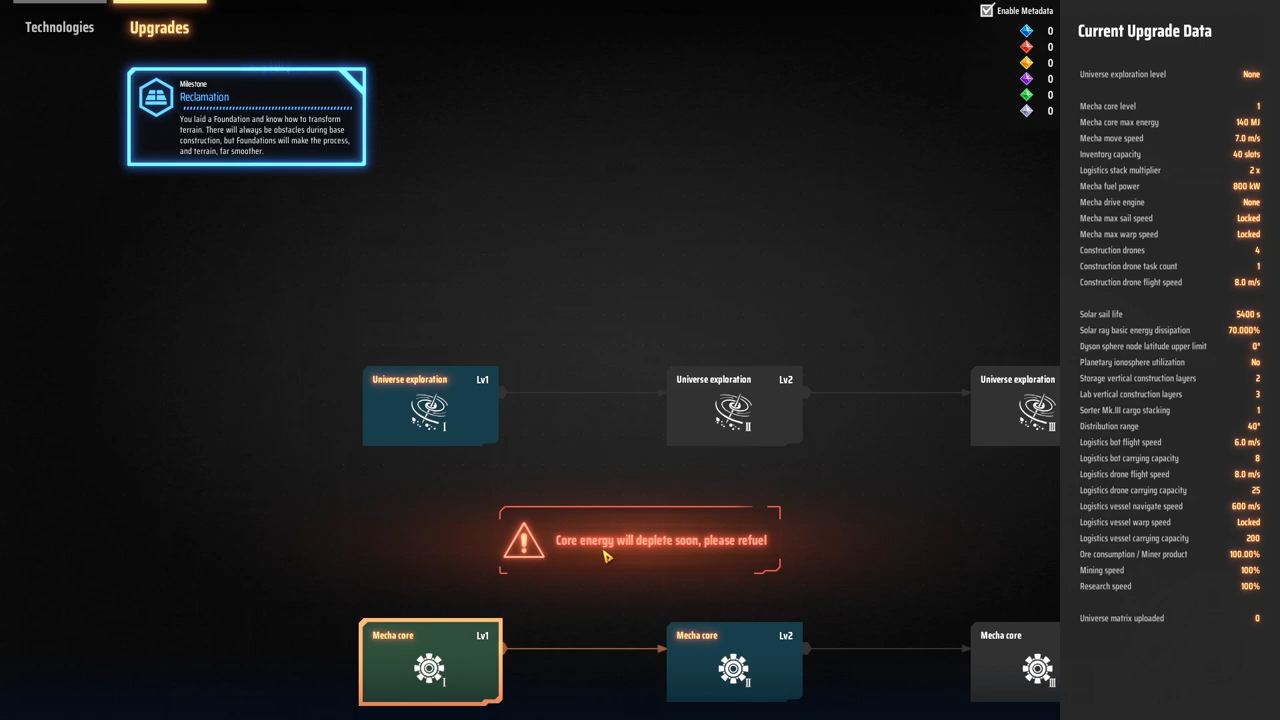 Technologies
Upgrades
Enable Metadata
0
0
0
0
0
0
Milestone
Reclamation
You laid a Foundation and know how to transform
terrain. There will always be obstacles during base
construction, but Foundations will make the process,
and terrain, far smoother.
Universe exploration Lv1
I
Universe exploration Lv2
II
Universe exploration
III
Core energy will deplete soon, please refuel
Mecha core Lv1
I
Mecha core Lv2
II
Mecha core
III
Current Upgrade Data
Universe exploration level None
Mecha core level 1
Mecha core max energy 140 MJ
Mecha move speed 7.0 m/s
Inventory capacity 40 slots
Logistics stack multiplier 2 x
Mecha fuel power 800 kW
Mecha drive engine None
Mecha max sail speed Locked
Mecha max warp speed Locked
Construction drones 4
Construction drone task count 1
Construction drone flight speed 8.0 m/s
Solar sail life 5400 s
Solar ray basic energy dissipation 70.000%
Dyson sphere node latitude upper limit 0°
Planetary ionosphere utilization No
Storage vertical construction layers 2
Lab vertical construction layers 3
Sorter Mk.III cargo stacking 1
Distribution range 40°
Logistics bot flight speed 6.0 m/s
Logistics bot carrying capacity 8
Logistics drone flight speed 8.0 m/s
Logistics drone carrying capacity 25
Logistics vessel navigate speed 600 m/s
Logistics vessel warp speed Locked
Logistics vessel carrying capacity 200
Ore consumption / Miner product 100.00%
Mining speed 100%
Research speed 100%
Universe matrix uploaded 0